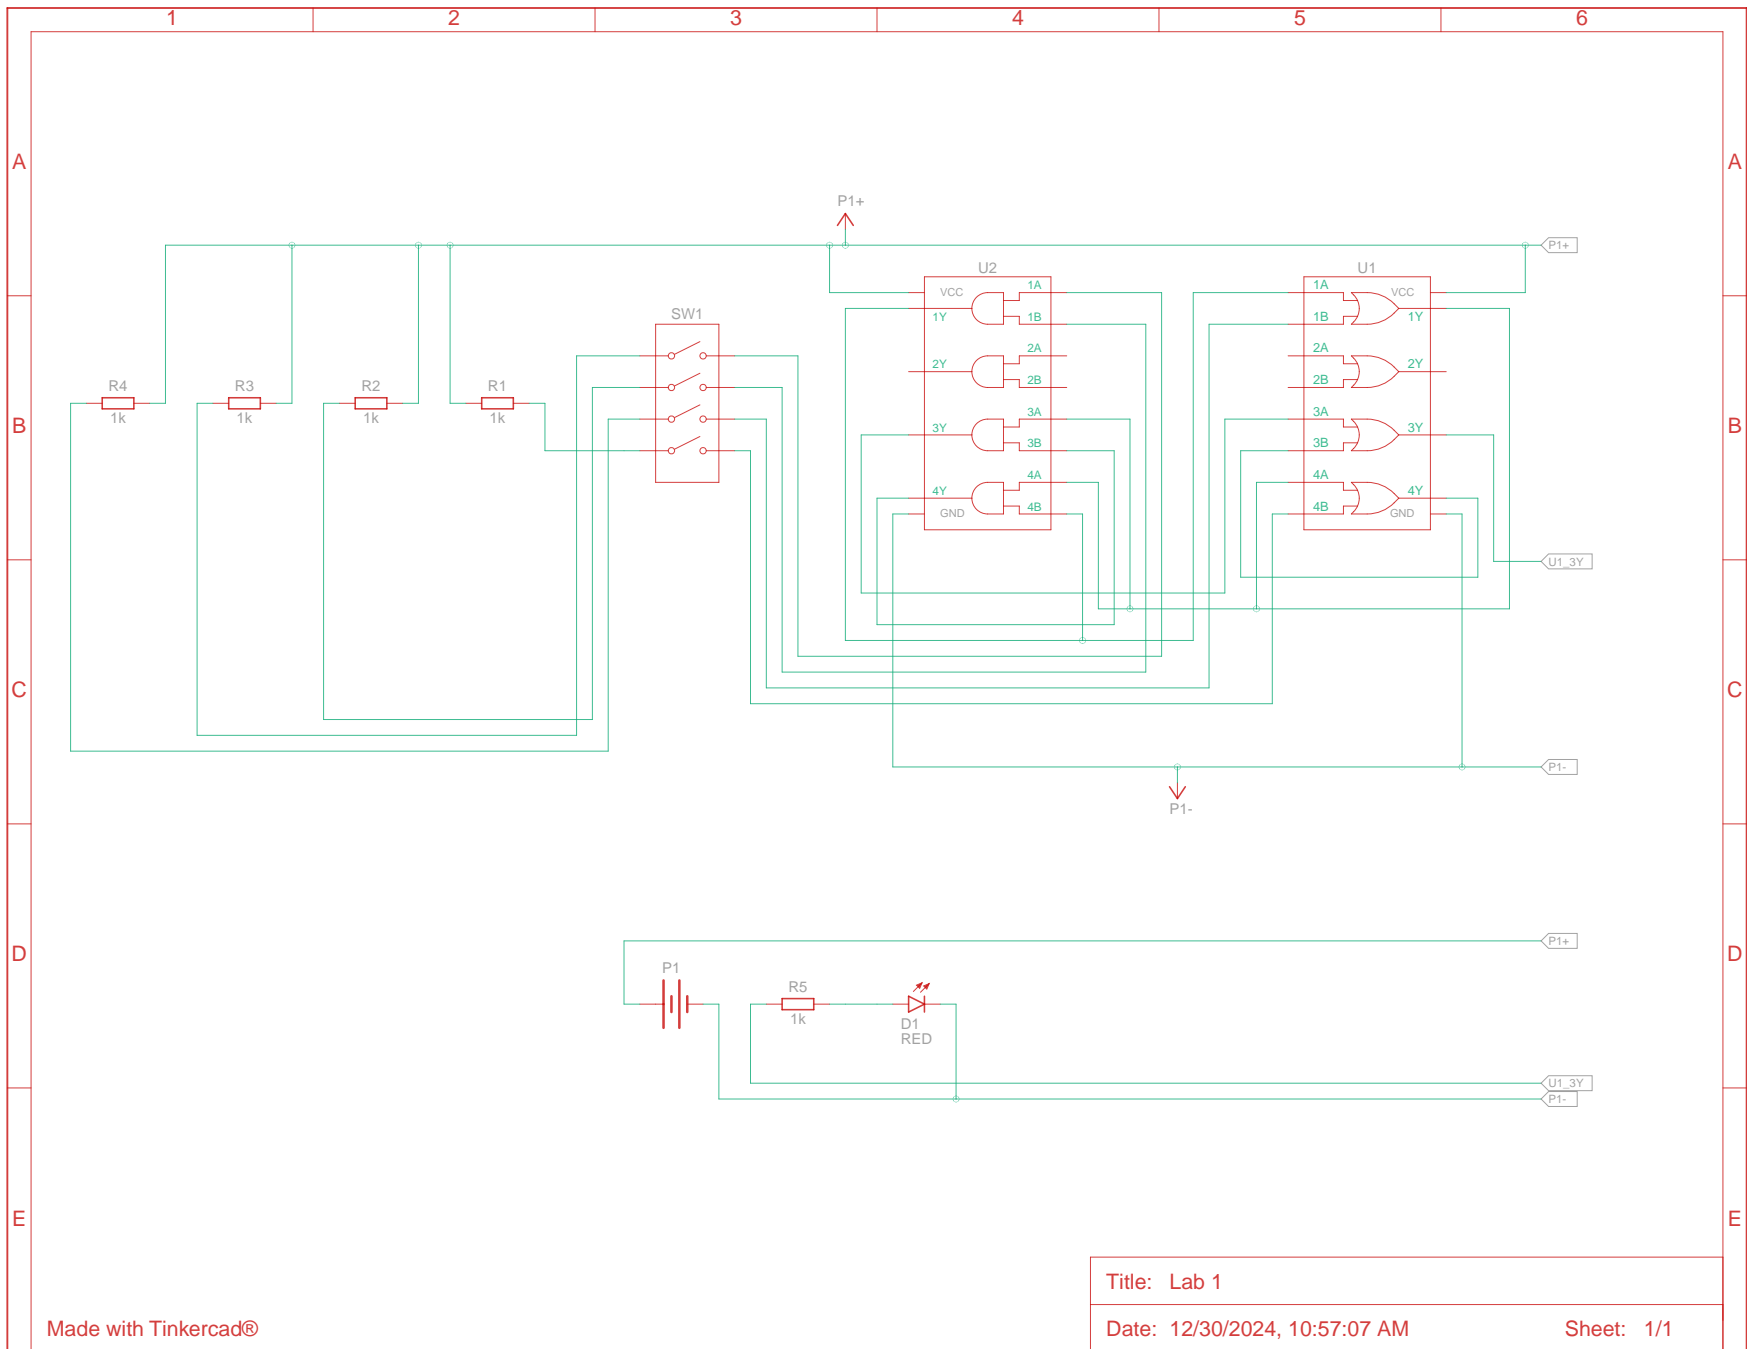 1 2 3 4 5 6
A A
P1+
P1+
U2 U1
VCC 1A 1A VCC
1Y 1B 1B 1Y
SW1
2A 2A
2Y 2B 2B 2Y
R4 R3 R2 R1
1k 1k 1k 1k
B B
3A 3A
3Y 3B 3B 3Y
4A 4A
4Y 4B 4B 4Y
GND GND
U1_3Y
C C
P1-
P1-
P1+
D D
P1 R5
1k
D1
RED
U1_3Y
P1-
E E
Title: Lab 1
Made with Tinkercad®
Date: 12/30/2024, 10:57:07 AM Sheet: 1/1